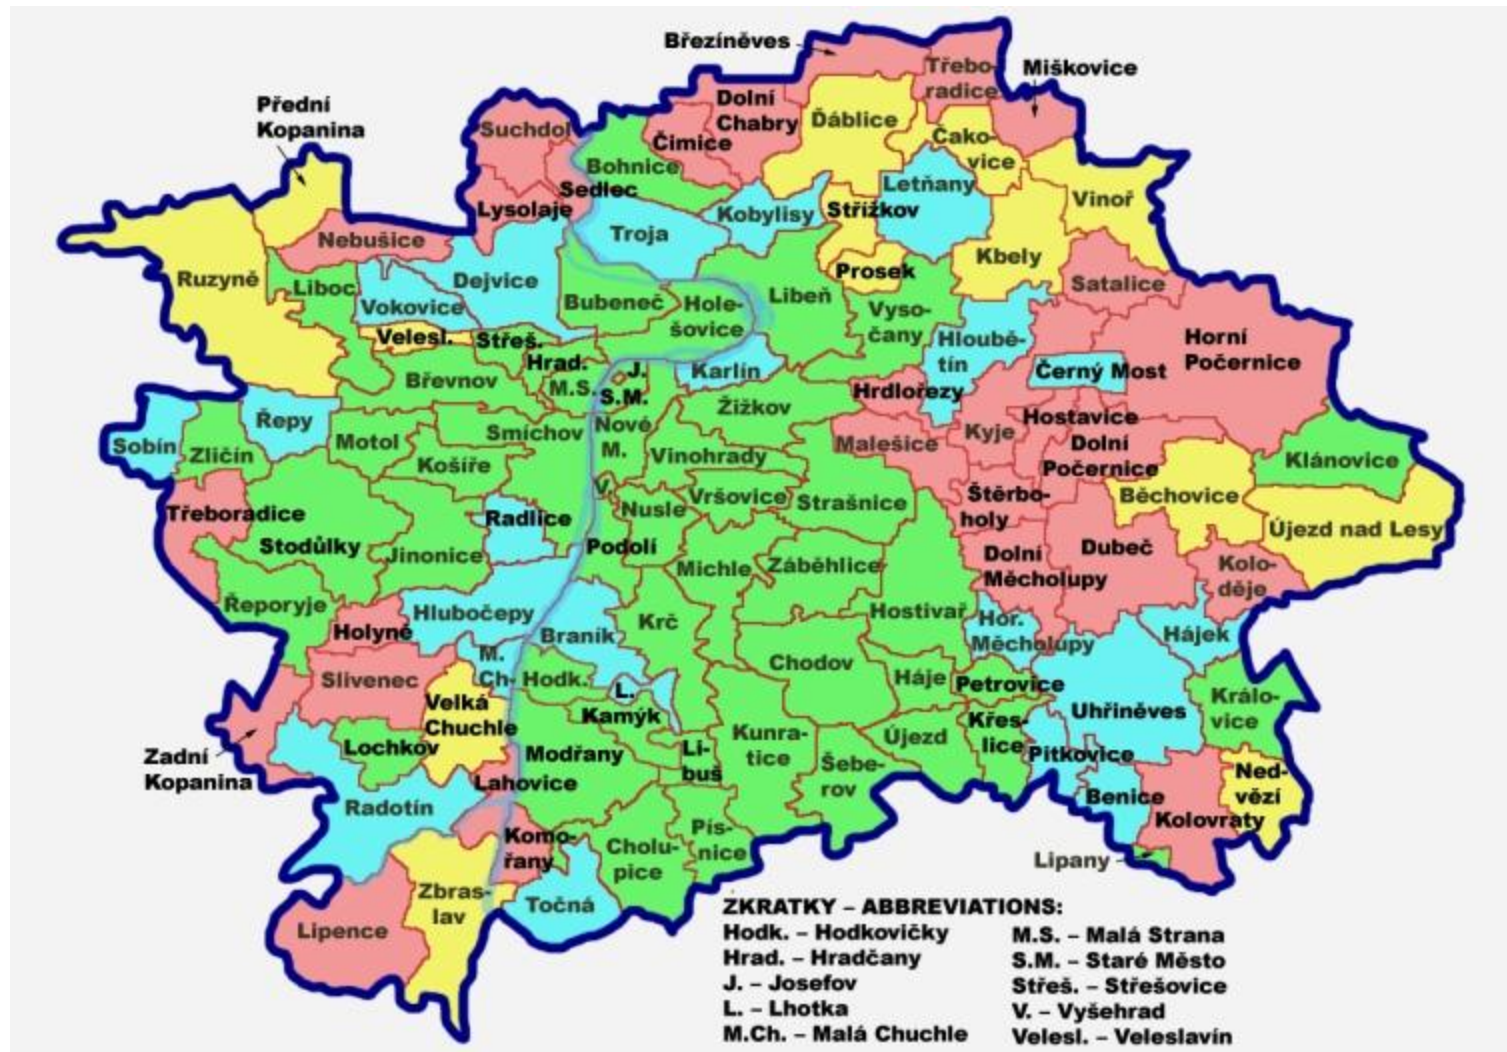 Březíněves
Třebo-
radice
Miškovice
Přední
Kopanina
Suchdol
Dolní
Chabry
Čimice
Ďáblice
Čako-
vice
Bohnice
Sedlec
Lysolaje
Letňany
Vinoř
Kobylisy
Střížkov
Troja
Nebušice
Kbely
Prosek
Ruzyně
Liboc
Dejvice
Vokovice
Bubeneč
Hole-
šovice
Libeň
Vyso-
čany
Satalice
Velesl.
Střeš.
Hloubě-
tín
Horní
Počernice
Hrad.
J.
Karlín
Černý Most
Břevnov
M.S.
S.M.
Hrdlořezy
Žižkov
Řepy
Hostavice
Sobín
Zličín
Motol
Smíchov
Nové
M.
Malešice
Kyje
Dolní
Počernice
Košíře
Vinohrady
Klánovice
V.
Vršovice
Strašnice
Štěrbo-
holy
Běchovice
Třeboradice
Radlice
Nusle
Újezd nad Lesy
Stodůlky
Jinonice
Podolí
Michle
Záběhlice
Dolní
Měcholupy
Dubeč
Kolo-
děje
Řeporyje
Hlubočepy
Hostivař
Holyně
Braník
Krč
Hor.
Měcholupy
Hájek
Slivenec
M.
Ch.
Hodk.
L.
Chodov
Háje
Petrovice
Velká
Chuchle
Kamýk
Uhřiněves
Králo-
vice
Zadní
Kopanina
Lochkov
Modřany
Li-
buš
Kunra-
tice
Újezd
Křes-
lice
Pitkovice
Lahovice
Šebe-
rov
Ned-
vězí
Radotín
Benice
Kolovraty
Komo-
řany
Cholu-
pice
Pís-
nice
Lipany
Zbras-
lav
Točná
Lipence
ZKRATKY – ABBREVIATIONS:
Hodk. – Hodkovičky
Hrad. – Hradčany
J. – Josefov
L. – Lhotka
M.Ch. – Malá Chuchle
M.S. – Malá Strana
S.M. – Staré Město
Střeš. – Střešovice
V. – Vyšehrad
Velesl. – Veleslavín